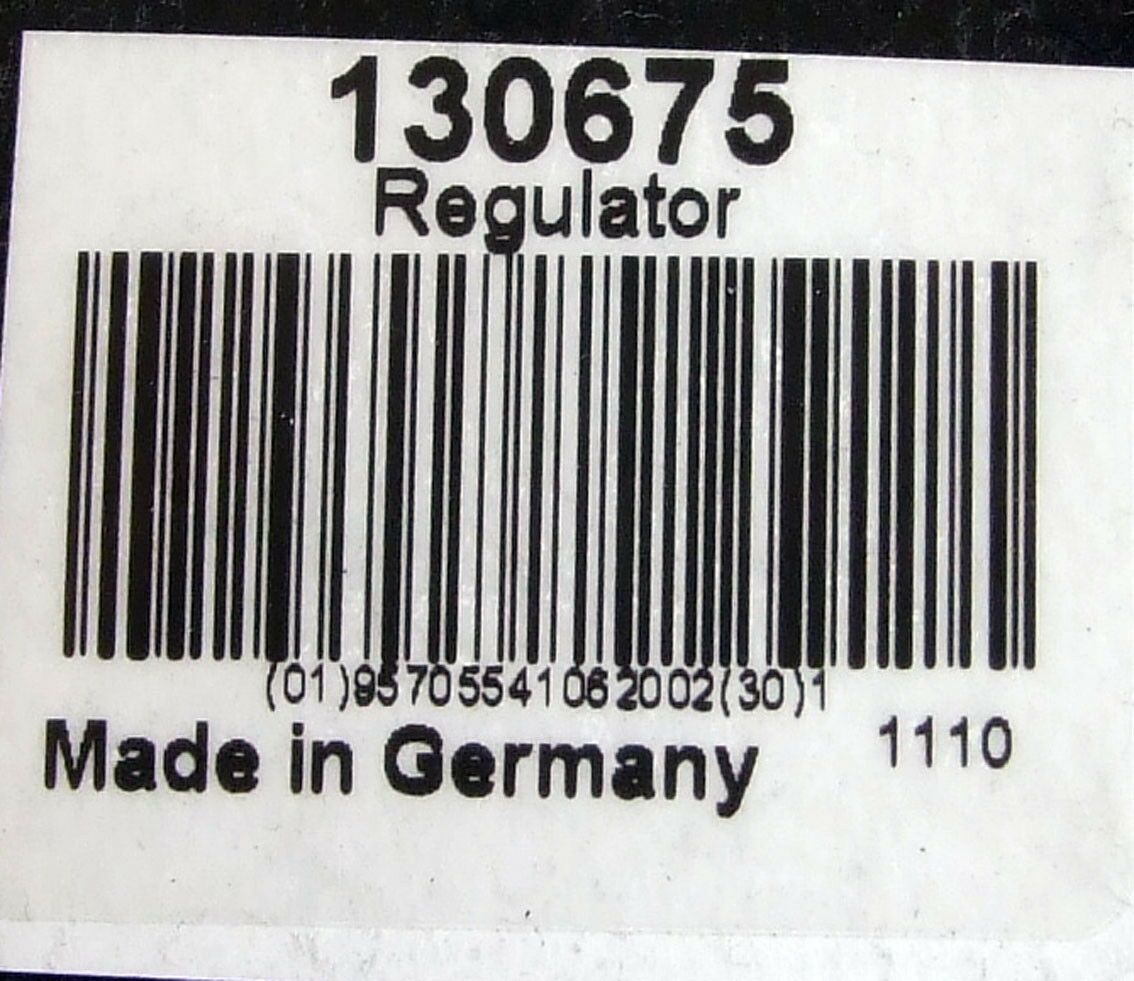 130675
Regulator
(01)95705541062002(30)1
Made in Germany
1110